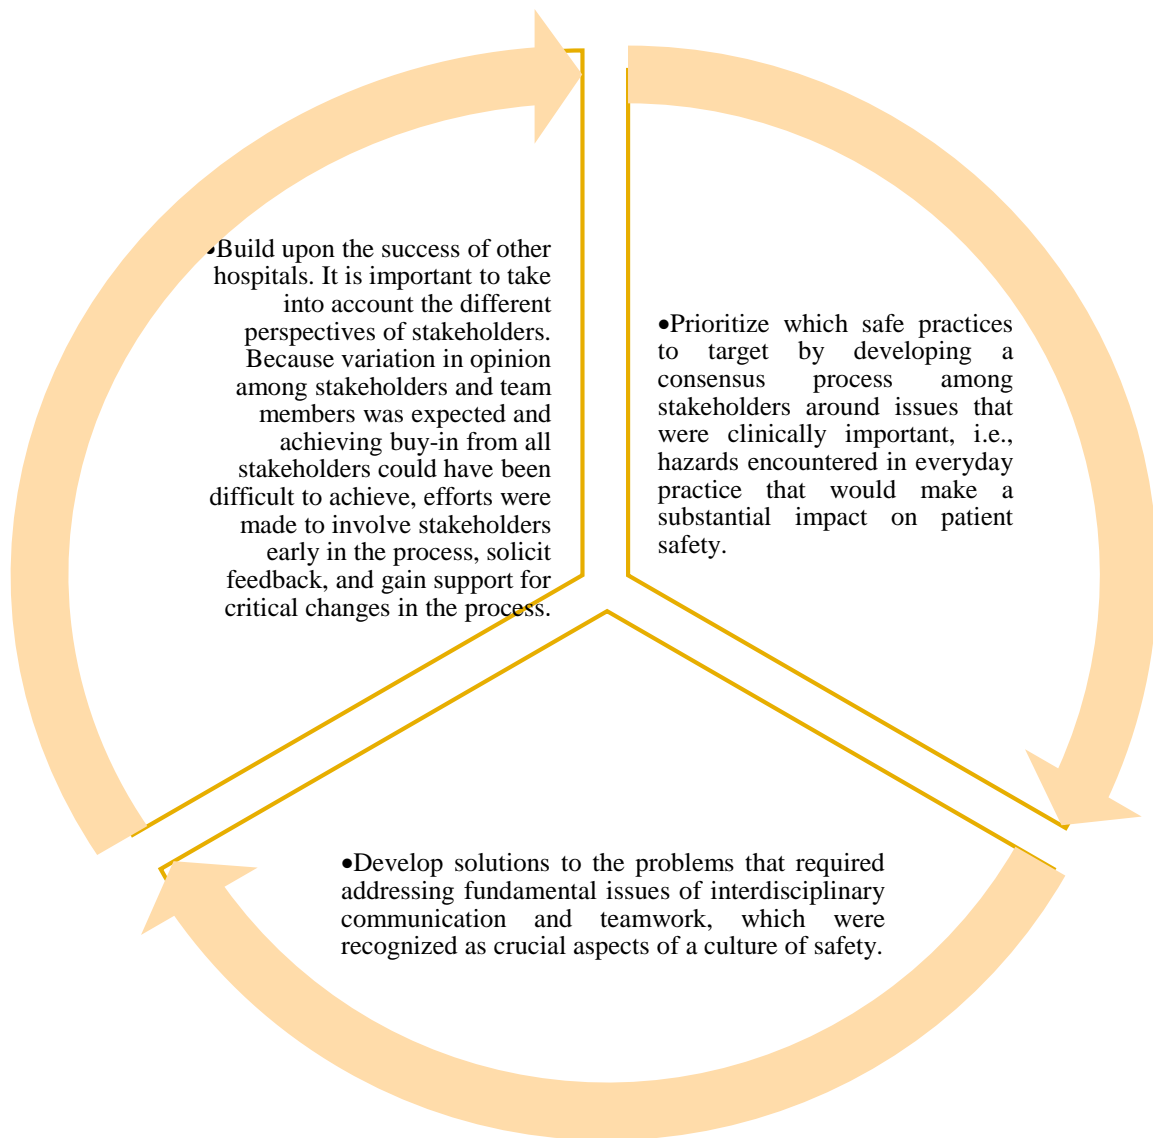 •Prioritize which safe practices
to target by developing a
consensus process among
stakeholders around issues that
were clinically important, i.e.,
hazards encountered in everyday
practice that would make a
substantial impact on patient
safety.
•Develop solutions to the problems that required
addressing fundamental issues of interdisciplinary
communication and teamwork, which were
recognized as crucial aspects of a culture of safety.
•Build upon the success of other
hospitals. It is important to take
into account the different
perspectives of stakeholders.
Because variation in opinion
among stakeholders and team
members was expected and
achieving buy-in from all
stakeholders could have been
difficult to achieve, efforts were
made to involve stakeholders
early in the process, solicit
feedback, and gain support for
critical changes in the process.